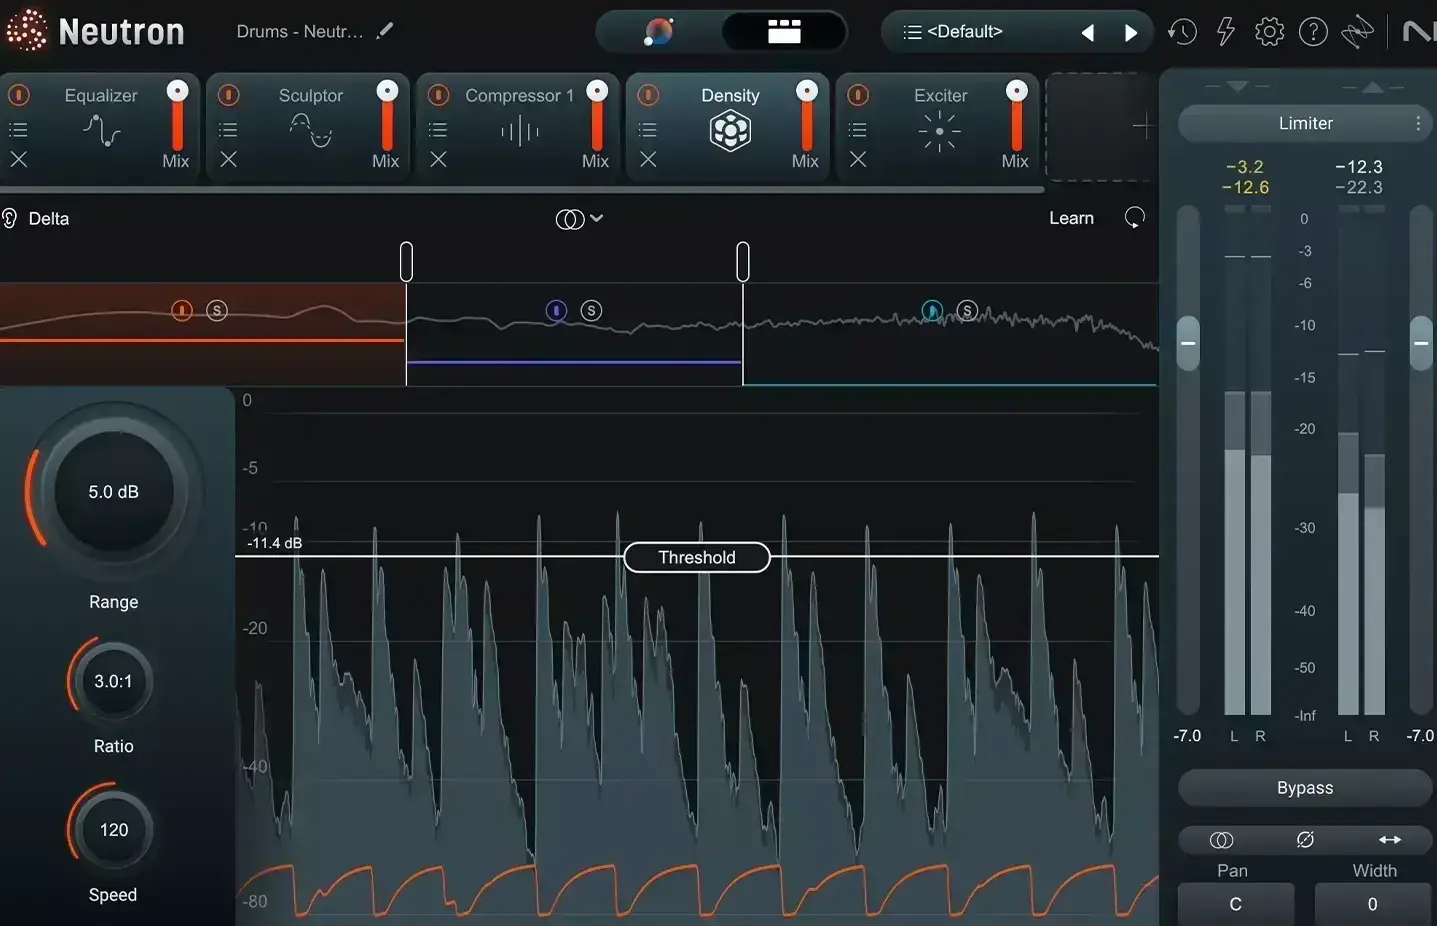 Neutron
Drums - Neutr...
<Default>
Equalizer
Mix
Sculptor
Mix
Compressor 1
Mix
Density
Mix
Exciter
Mix
Limiter
-3.2
-12.6
-12.3
-22.3
Delta
Learn
S
S
S
0
-5
-10
-11.4 dB
Threshold
-20
-40
-80
5.0 dB
Range
3.0:1
Ratio
120
Speed
0
-3
-6
-10
-15
-20
-30
-40
-50
-Inf
-7.0
L R
L R
-7.0
Bypass
Pan
Width
C
0